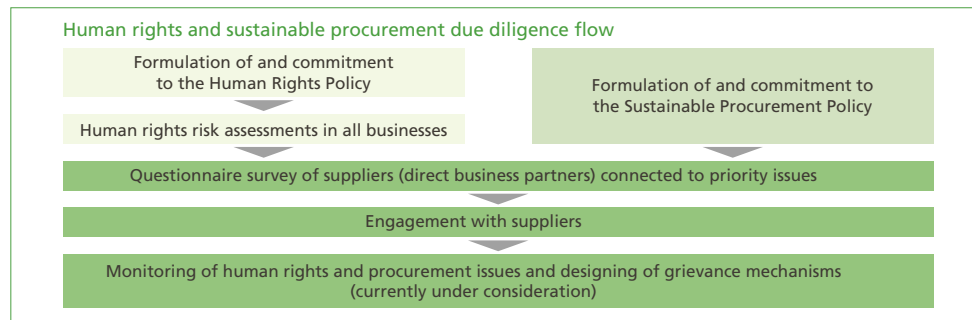 Human rights and sustainable procurement due diligence flow
Formulation of and commitment
to the Human Rights Policy
Human rights risk assessments in all businesses
Formulation of and commitment to
the Sustainable Procurement Policy
Questionnaire survey of suppliers (direct business partners) connected to priority issues
Engagement with suppliers
Monitoring of human rights and procurement issues and designing of grievance mechanisms
(currently under consideration)